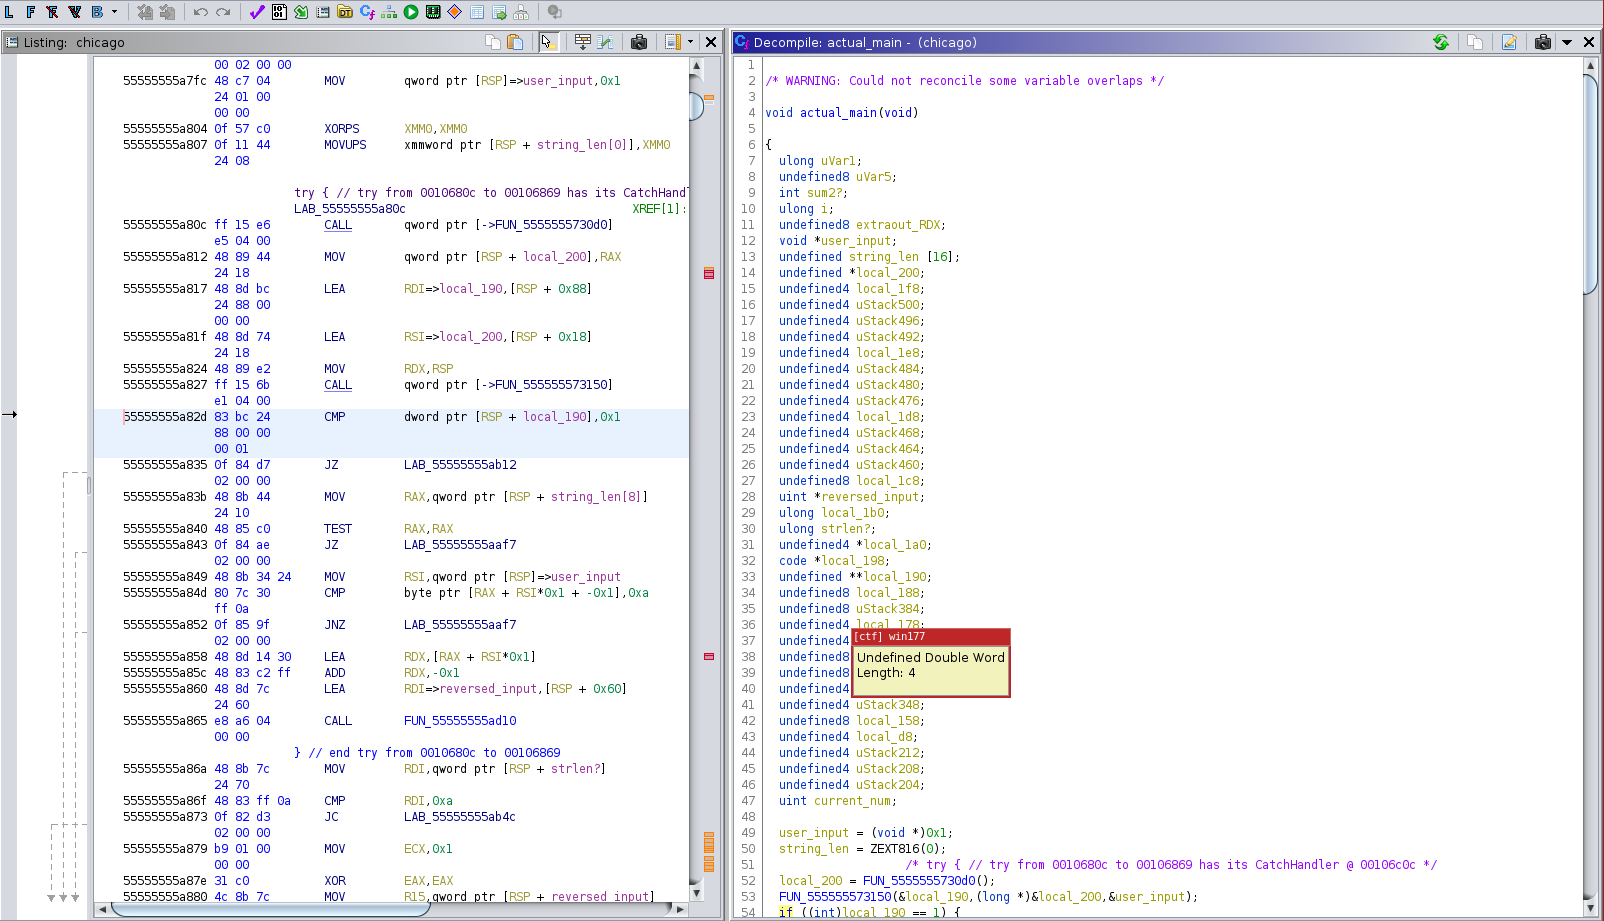 L F F V B
Listing: chicago
00 02 00 00
55555555a7fc 48 c7 04 MOV qword ptr [RSP]=>user_input,0x1
24 01 00
00 00
55555555a804 0f 57 c0 XORPS XMM0,XMM0
55555555a807 0f 11 44 MOVUPS xmmword ptr [RSP + string_len[0]],XMM0
24 08
try { // try from 0010680c to 00106869 has its CatchHandl
LAB_55555555a80c XREF[1]:
55555555a80c ff 15 e6 CALL qword ptr [->FUN_5555555730d0]
e5 04 00
55555555a812 48 89 44 MOV qword ptr [RSP + local_200],RAX
24 18
55555555a817 48 8d bc LEA RDI=>local_190,[RSP + 0x88]
24 88 00
00 00
55555555a81f 48 8d 74 LEA RSI=>local_200,[RSP + 0x18]
24 18
55555555a824 48 89 e2 MOV RDX,RSP
55555555a827 ff 15 6b CALL qword ptr [->FUN_555555573150]
e1 04 00
55555555a82d 83 bc 24 CMP dword ptr [RSP + local_190],0x1
88 00 00
00 01
55555555a835 0f 84 d7 JZ LAB_55555555ab12
02 00 00
55555555a83b 48 8b 44 MOV RAX,qword ptr [RSP + string_len[8]]
24 10
55555555a840 48 85 c0 TEST RAX,RAX
55555555a843 0f 84 ae JZ LAB_55555555aaf7
02 00 00
55555555a849 48 8b 34 24 MOV RSI,qword ptr [RSP]=>user_input
55555555a84d 80 7c 30 CMP byte ptr [RAX + RSI*0x1 + -0x1],0xa
ff 0a
55555555a852 0f 85 9f JNZ LAB_55555555aaf7
02 00 00
55555555a858 48 8d 14 30 LEA RDX,[RAX + RSI*0x1]
55555555a85c 48 83 c2 ff ADD RDX,-0x1
55555555a860 48 8d 7c LEA RDI=>reversed_input,[RSP + 0x60]
24 60
55555555a865 e8 a6 04 CALL FUN_55555555ad10
00 00
} // end try from 0010680c to 00106869
55555555a86a 48 8b 7c MOV RDI,qword ptr [RSP + strlen?]
24 70
55555555a86f 48 83 ff 0a CMP RDI,0xa
55555555a873 0f 82 d3 JC LAB_55555555ab4c
02 00 00
55555555a879 b9 01 00 MOV ECX,0x1
00 00
55555555a87e 31 c0 XOR EAX,EAX
55555555a880 4c 8b 7c MOV R15,qword ptr [RSP + reversed_input]
Decompile: actual_main - (chicago)
1
2 /* WARNING: Could not reconcile some variable overlaps */
3
4 void actual_main(void)
5
6 {
7 ulong uVar1;
8 undefined8 uVar5;
9 int sum2?;
10 ulong i;
11 undefined8 extraout_RDX;
12 void *user_input;
13 undefined string_len [16];
14 undefined *local_200;
15 undefined4 local_1f8;
16 undefined4 uStack500;
17 undefined4 uStack496;
18 undefined4 uStack492;
19 undefined4 local_1e8;
20 undefined4 uStack484;
21 undefined4 uStack480;
22 undefined4 uStack476;
23 undefined4 local_1d8;
24 undefined4 uStack468;
25 undefined4 uStack464;
26 undefined4 uStack460;
27 undefined8 local_1c8;
28 uint *reversed_input;
29 ulong local_1b0;
30 ulong strlen?;
31 undefined4 *local_1a0;
32 code *local_198;
33 undefined **local_190;
34 undefined8 local_188;
35 undefined8 uStack384;
36 undefined4 local_178;
37 undefined4
38 undefined8
39 undefined8
40 undefined4
41 undefined4 uStack348;
42 undefined8 local_158;
43 undefined4 local_d8;
44 undefined4 uStack212;
45 undefined4 uStack208;
46 undefined4 uStack204;
47 uint current_num;
48
49 user_input = (void *)0x1;
50 string_len = ZEXT816(0);
51 /* try { // try from 0010680c to 00106869 has its CatchHandler @ 00106c0c */
52 local_200 = FUN_5555555730d0();
53 FUN_555555573150(&local_190,(long *)&local_200,&user_input);
54 if ((int)local_190 == 1) {
[ctf] win177
Undefined Double Word
Length: 4